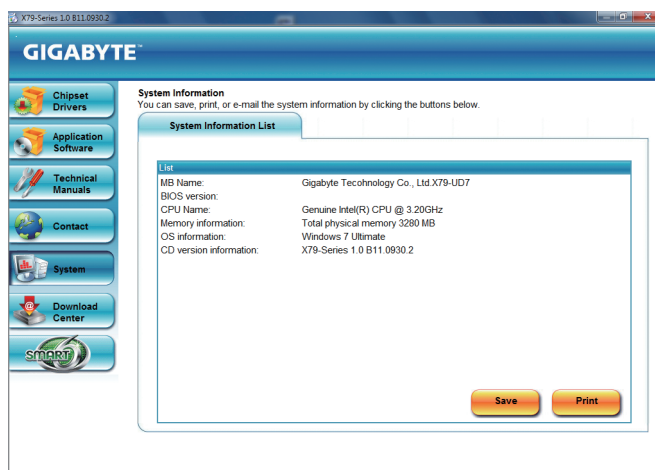 X79-Series 1.0 B11.0930.2
GIGABYTE™
Chipset
Drivers
Application
Software
Technical
Manuals
Contact
System
Download
Center
SMART
System Information
You can save, print, or e-mail the system information by clicking the buttons below.
System Information List
List
MB Name: Gigabyte Tecohnology Co., Ltd.X79-UD7
BIOS version:
CPU Name: Genuine Intel(R) CPU @ 3.20GHz
Memory information: Total physical memory 3280 MB
OS information: Windows 7 Ultimate
CD version information: X79-Series 1.0 B11.0930.2
Save Print